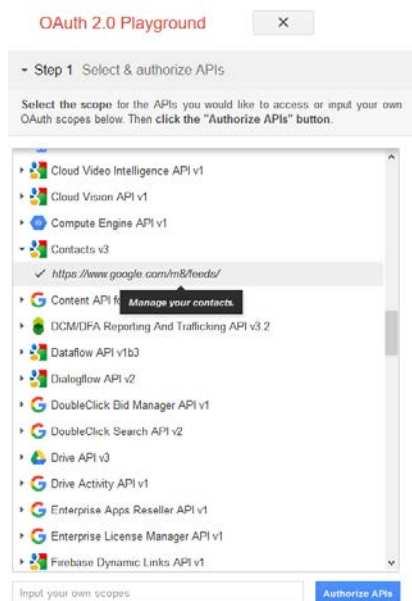 OAuth 2.0 Playground
Step 1 Select & authorize APIs
Select the scope for the APIs you would like to access or input your own
OAuth scopes below. Then click the "Authorize APIs" button.
Cloud Video Intelligence API v1
Cloud Vision API v1
Compute Engine API v1
Contacts v3
https://www.google.com/m8/feeds/
Content API fo
Manage your contacts.
DCM/DFA Reporting And Trafficking API v3.2
Dataflow API v1b3
Dialogflow API v2
DoubleClick Bid Manager API v1
DoubleClick Search API v2
Drive API v3
Drive Activity API v1
Enterprise Apps Reseller API v1
Enterprise License Manager API v1
Firebase Dynamic Links API v1
Input your own scopes
Authorize APIs